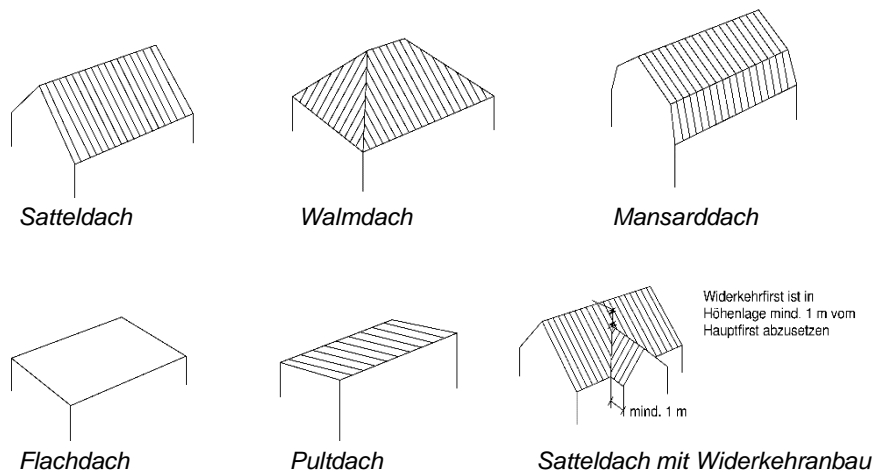 Satteldach
Walmdach
Mansarddach
Widerkehrfirst ist in
Höhenlage mind. 1 m vom
Hauptfirst abzusetzen
mind. 1 m
Flachdach
Pultdach
Satteldach mit Widerkehranbau